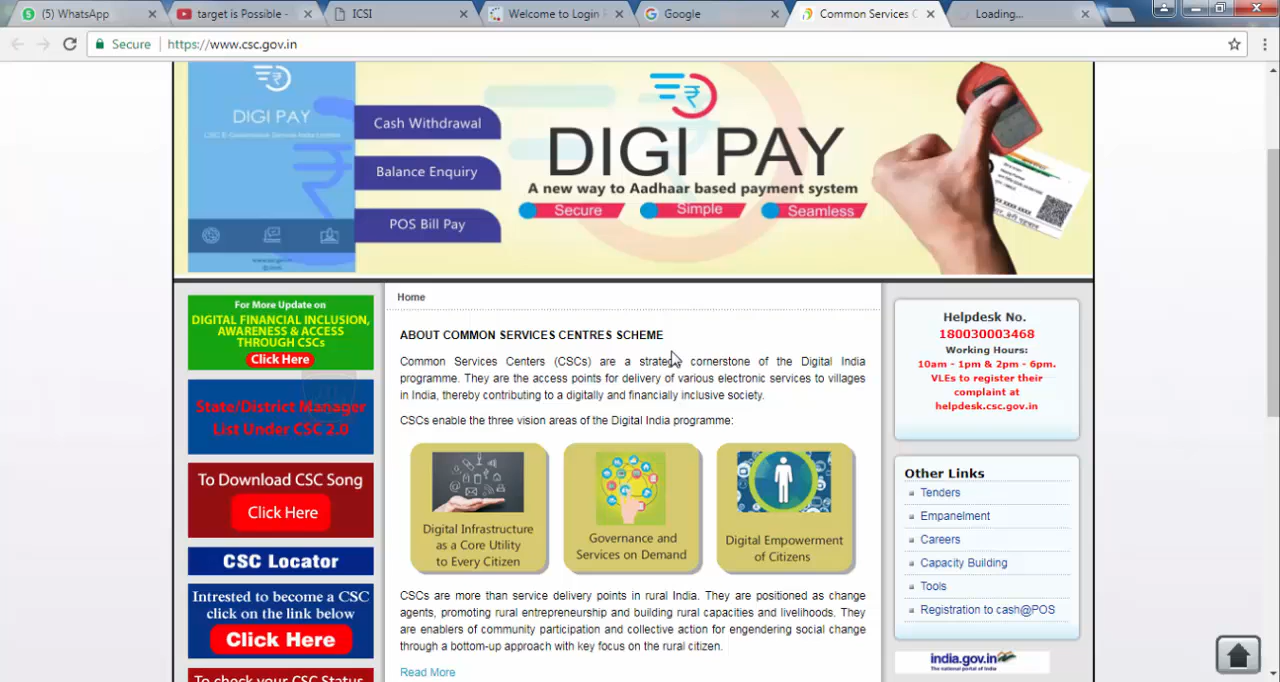 (5) WhatsApp
target is Possible -
ICSI
Welcome to Login
Google
Common Services C
Loading...
Secure
https://www.csc.gov.in
DIGI PAY
Cash Withdrawal
Balance Enquiry
POS Bill Pay
DIGI PAY
A new way to Aadhaar based payment system
Secure
Simple
Seamless
For More Update on
DIGITAL FINANCIAL INCLUSION,
AWARENESS & ACCESS
THROUGH CSCs
Click Here
State/District Manager
List Under CSC 2.0
To Download CSC Song
Click Here
CSC Locator
Intrested to become a CSC
click on the link below
Click Here
To check your CSC Status
Home
ABOUT COMMON SERVICES CENTRES SCHEME
Common Services Centers (CSCs) are a strategic cornerstone of the Digital India
programme. They are the access points for delivery of various electronic services to villages
in India, thereby contributing to a digitally and financially inclusive society.
CSCs enable the three vision areas of the Digital India programme:
Digital Infrastructure
as a Core Utility
to Every Citizen
Governance and
Services on Demand
Digital Empowerment
of Citizens
CSCs are more than service delivery points in rural India. They are positioned as change
agents, promoting rural entrepreneurship and building rural capacities and livelihoods. They
are enablers of community participation and collective action for engendering social change
through a bottom-up approach with key focus on the rural citizen.
Read More
Helpdesk No.
180030003468
Working Hours:
10am - 1pm & 2pm - 6pm.
VLEs to register their
complaint at
helpdesk.csc.gov.in
Other Links
Tenders
Empanelment
Careers
Capacity Building
Tools
Registration to cash@POS
india.gov.in
The national portal of India